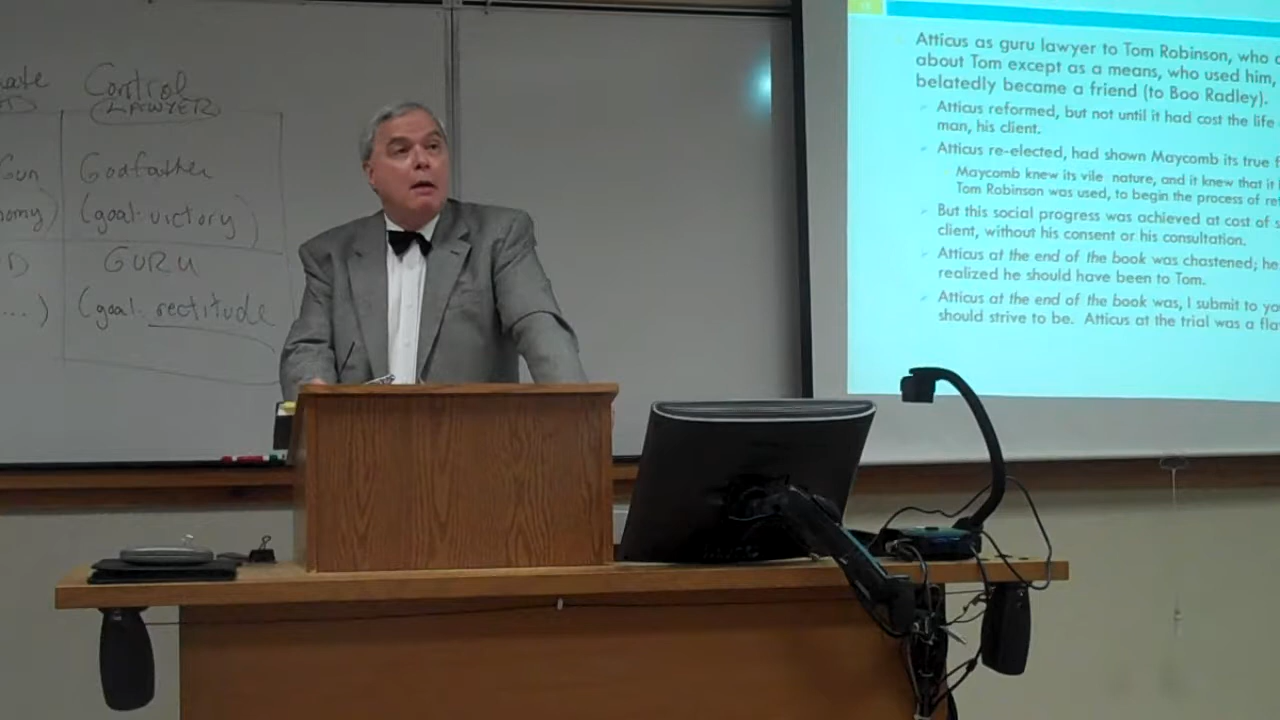 Control
LAWYER
Gun
Godfather
(goal: victory)
GURU
(goal: rectitude
...)
Atticus as guru lawyer to Tom Robinson, who
about Tom except as a means, who used him,
belatedly became a friend (to Boo Radley).
Atticus reformed, but not until it had cost the life
man, his client.
Atticus re-elected, had shown Maycomb its true
Maycomb knew its vile nature, and it knew that it
Tom Robinson was used, to begin the process of
But this social progress was achieved at cost of
client, without his consent or his consultation.
Atticus at the end of the book was chastened; he
realized he should have been to Tom.
Atticus at the end of the book was, I submit to
should strive to be. Atticus at the trial was a